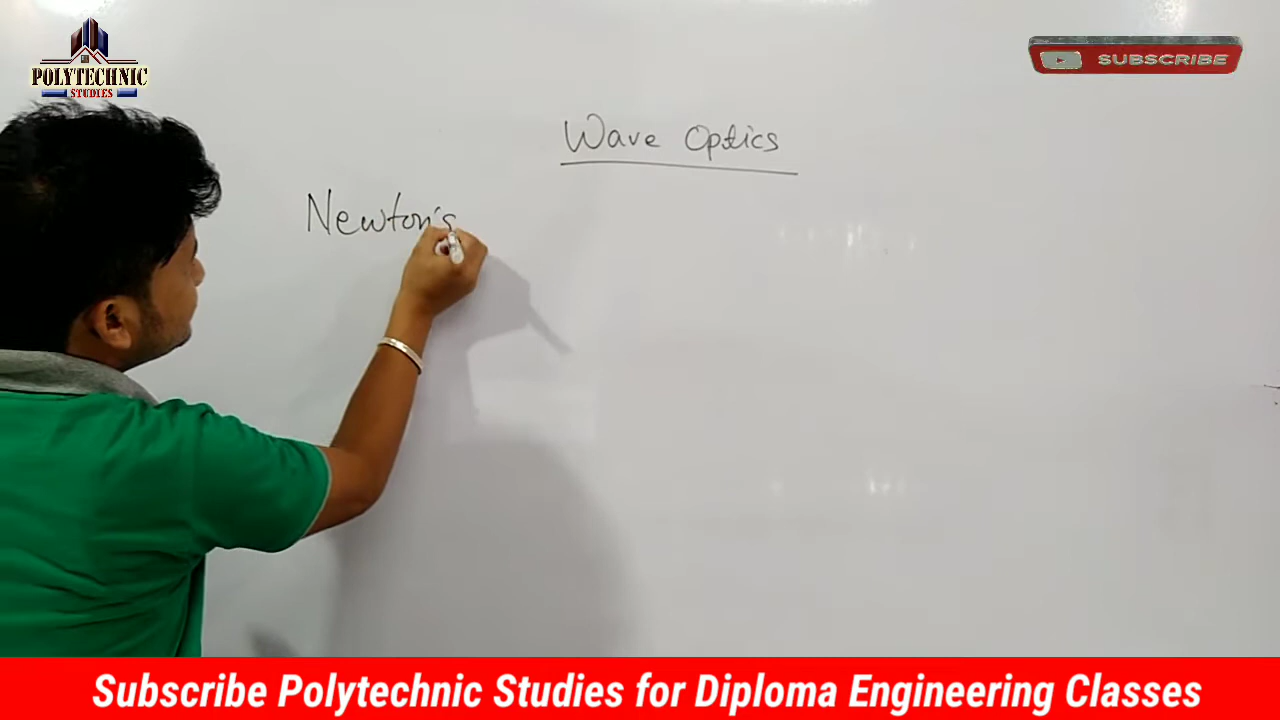 POLYTECHNIC
STUDIES
SUBSCRIBE
Wave Optics
Newton's
Subscribe Polytechnic Studies for Diploma Engineering Classes